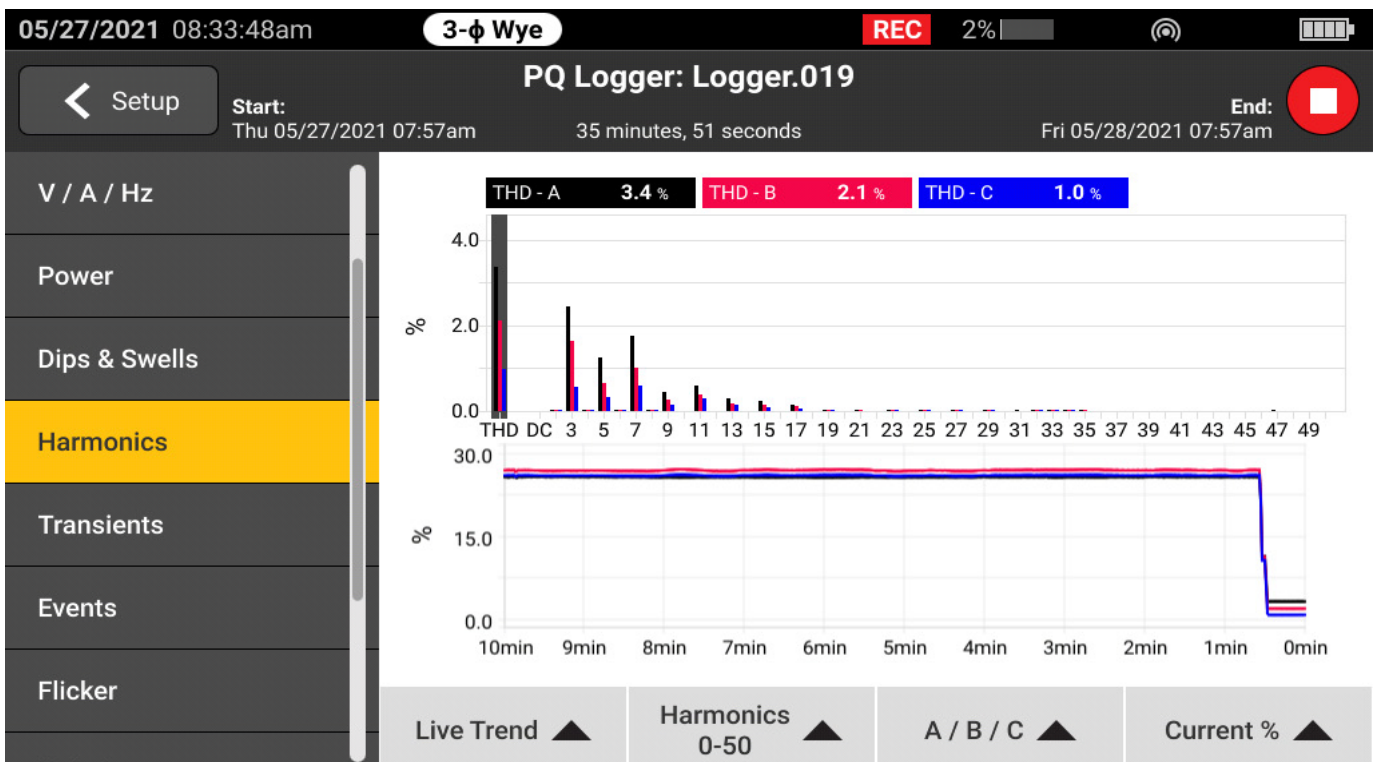 05/27/2021 08:33:48am 3-ϕ Wye REC 2%
PQ Logger: Logger.019
Setup
Start:
Thu 05/27/2021 07:57am
35 minutes, 51 seconds
End:
Fri 05/28/2021 07:57am
V / A / Hz
Power
Dips & Swells
Harmonics
Transients
Events
Flicker
THD - A 3.4 % THD - B 2.1 % THD - C 1.0 %
4.0
2.0
0.0
%
THD DC 3 5 7 9 11 13 15 17 19 21 23 25 27 29 31 33 35 37 39 41 43 45 47 49
30.0
15.0
0.0
%
10min 9min 8min 7min 6min 5min 4min 3min 2min 1min 0min
Live Trend
Harmonics
0-50
A / B / C
Current %